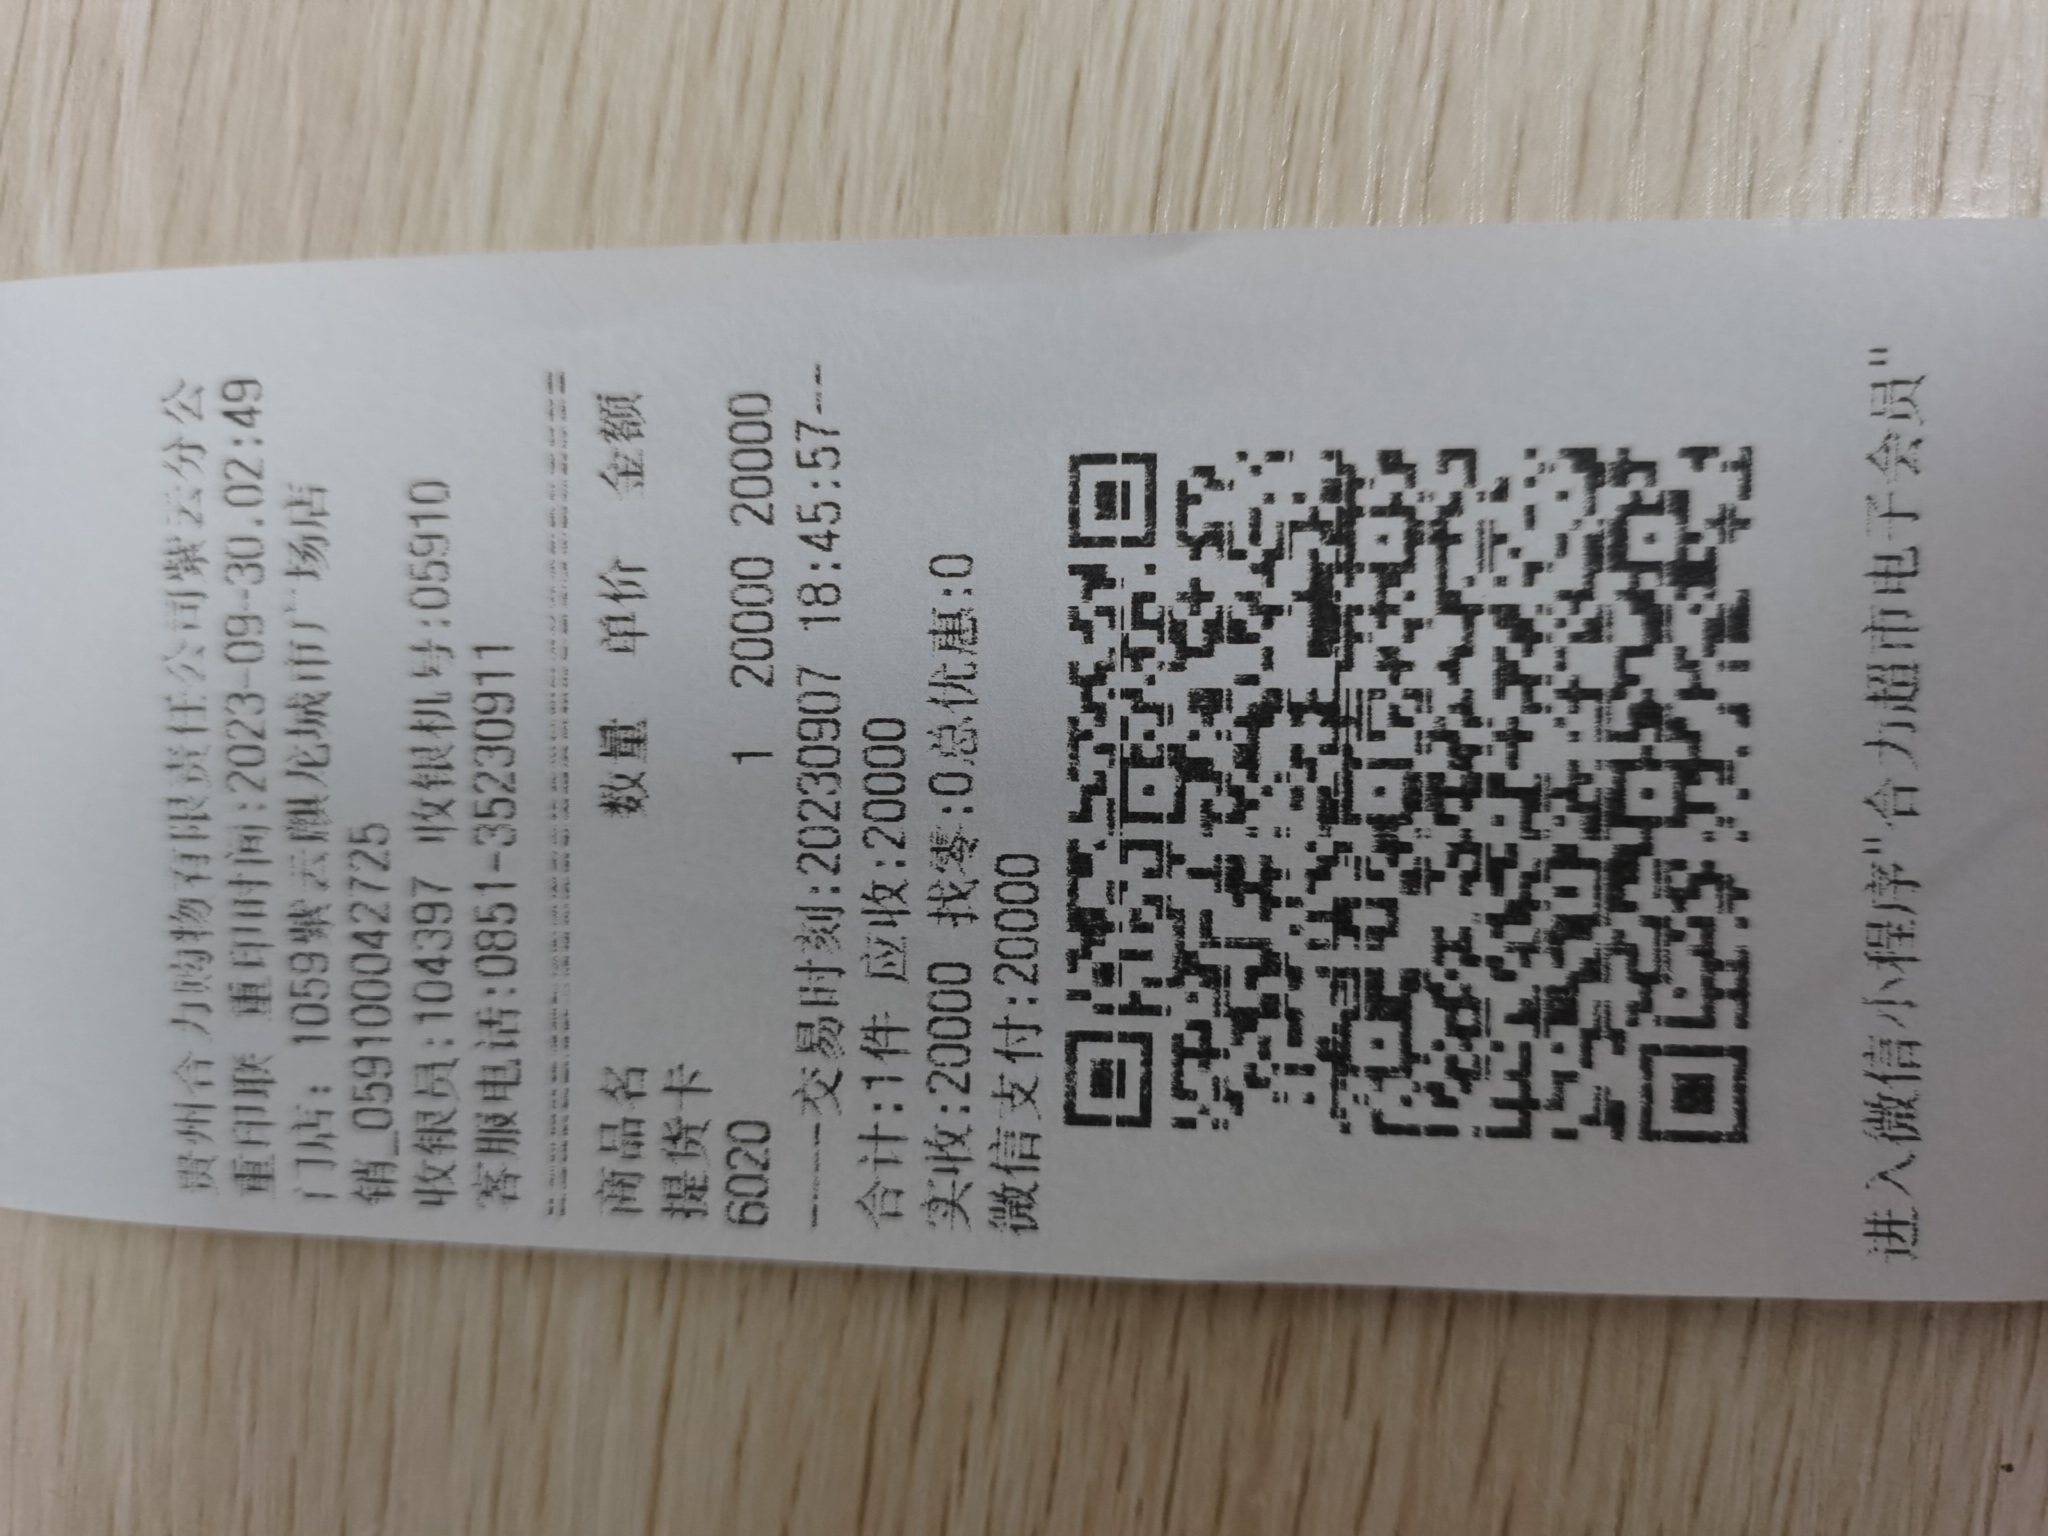 贵州合力购物有限责任公司紫云分公
重印联 重印时间:2023-09-30.02:49
门店: 1059紫云麒龙城市广场店
销_0591000042725
收银员:104397 收银机号:05910
客服电话:0851-35230911
商品名 数量 单价 金额
提货卡
6020 1 20000 20000
----交易时刻:20230907 18:45:57--
合计:1件 应收:20000
实收:20000 找零:0总优惠:0
微信支付:20000
进入微信小程序"合力超市电子会员"